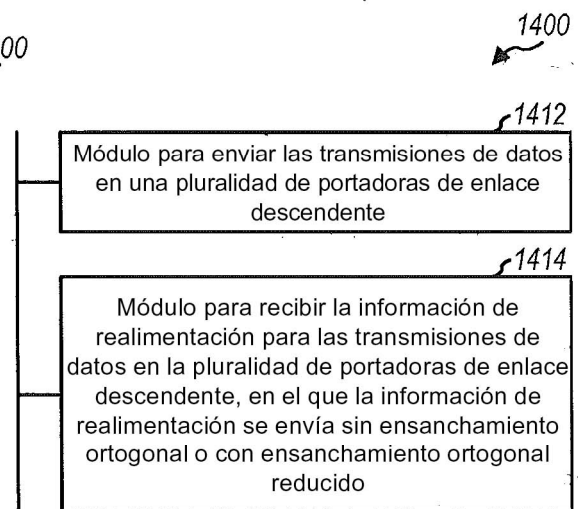 1400
00
1412
Módulo para enviar las transmisiones de datos
en una pluralidad de portadoras de enlace
descendente
1414
Módulo para recibir la información de
realimentación para las transmisiones de
datos en la pluralidad de portadoras de enlace
descendente, en el que la información de
realimentación se envía sin ensanchamiento
ortogonal o con ensanchamiento ortogonal
reducido